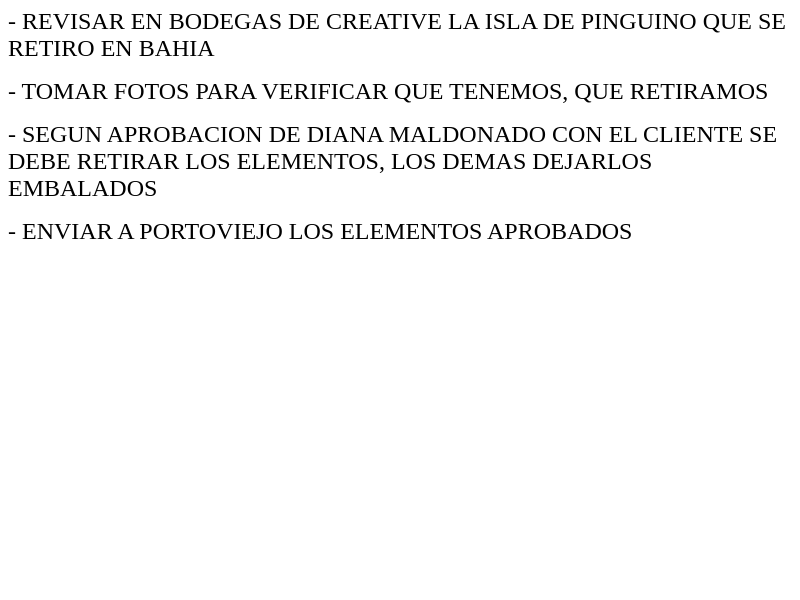 - REVISAR EN BODEGAS DE CREATIVE LA ISLA DE PINGUINO QUE SE
RETIRO EN BAHIA
- TOMAR FOTOS PARA VERIFICAR QUE TENEMOS, QUE RETIRAMOS
- SEGUN APROBACION DE DIANA MALDONADO CON EL CLIENTE SE
DEBE RETIRAR LOS ELEMENTOS, LOS DEMAS DEJARLOS
EMBALADOS
- ENVIAR A PORTOVIEJO LOS ELEMENTOS APROBADOS